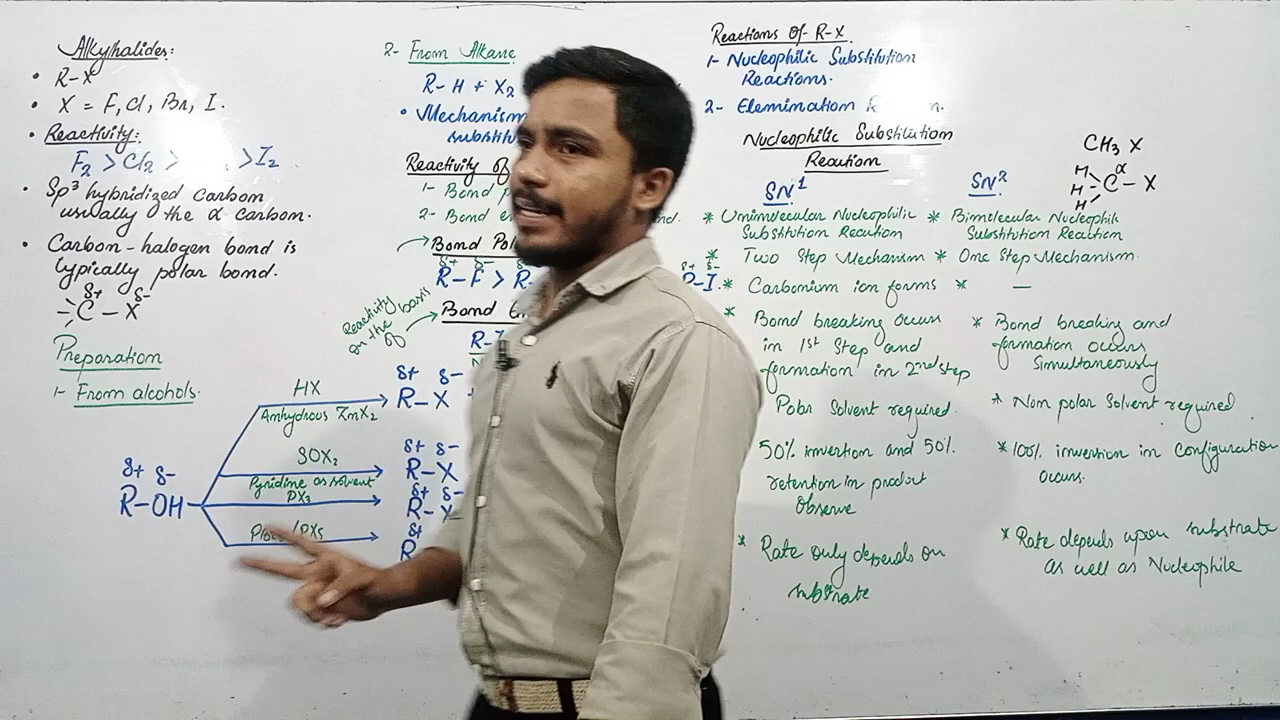 Alkylhalides:
• R-X
• X = F, Cl, Br, I.
• Reactivity:
F₂ > Cl₂ > > I₂
• Sp³ hybridized carbon
usually the α carbon.
• Carbon-halogen bond is
typically polar bond.
δ+ δ-
-C - X
Preparation
1- From alcohols.
δ+ δ-
R-OH
HX
Anhydrous ZnX₂
SOX₂
Pyridine as solvent
PX₃
δ+ δ-
R-X
δ+ δ-
R-X
δ+ δ-
R-X
δ+
R
2- From Alkane
R-H + X₂
• Mechanism
substitu
Reactivity of
1- Bond p
2- Bond en
Bond Pol
δ+ δ- δ+
R-F > R-
δ+ δ-
R-I.
Reactivity
on the basis
of
Bond E
Reactions Of R-X
1- Nucleophilic Substitution
Reactions.
2- Elemination
Nucleophilic Substitution
Reaction
CH₃ X
α
H
H - C - X
H
SN¹
* Unimolecular Nucleophilic
Substitution Reaction
* Two Step Mechanism
* Carbonium ion forms
* Bond breaking occurs
in 1st Step and
formation in 2nd step
Polar Solvent required.
50% invertion and 50%
retention in product
Observe
* Rate only depends on
substrate
SN²
* Bimolecular Nucleophilic
Substitution Reaction
* One Step Mechanism.
* —
* Bond breaking and
formation occurs
Simultaneously
* Non polar Solvent required
* 100% invertion in Configuration
occurs.
* Rate depends upon substrate
as well as Nucleophile